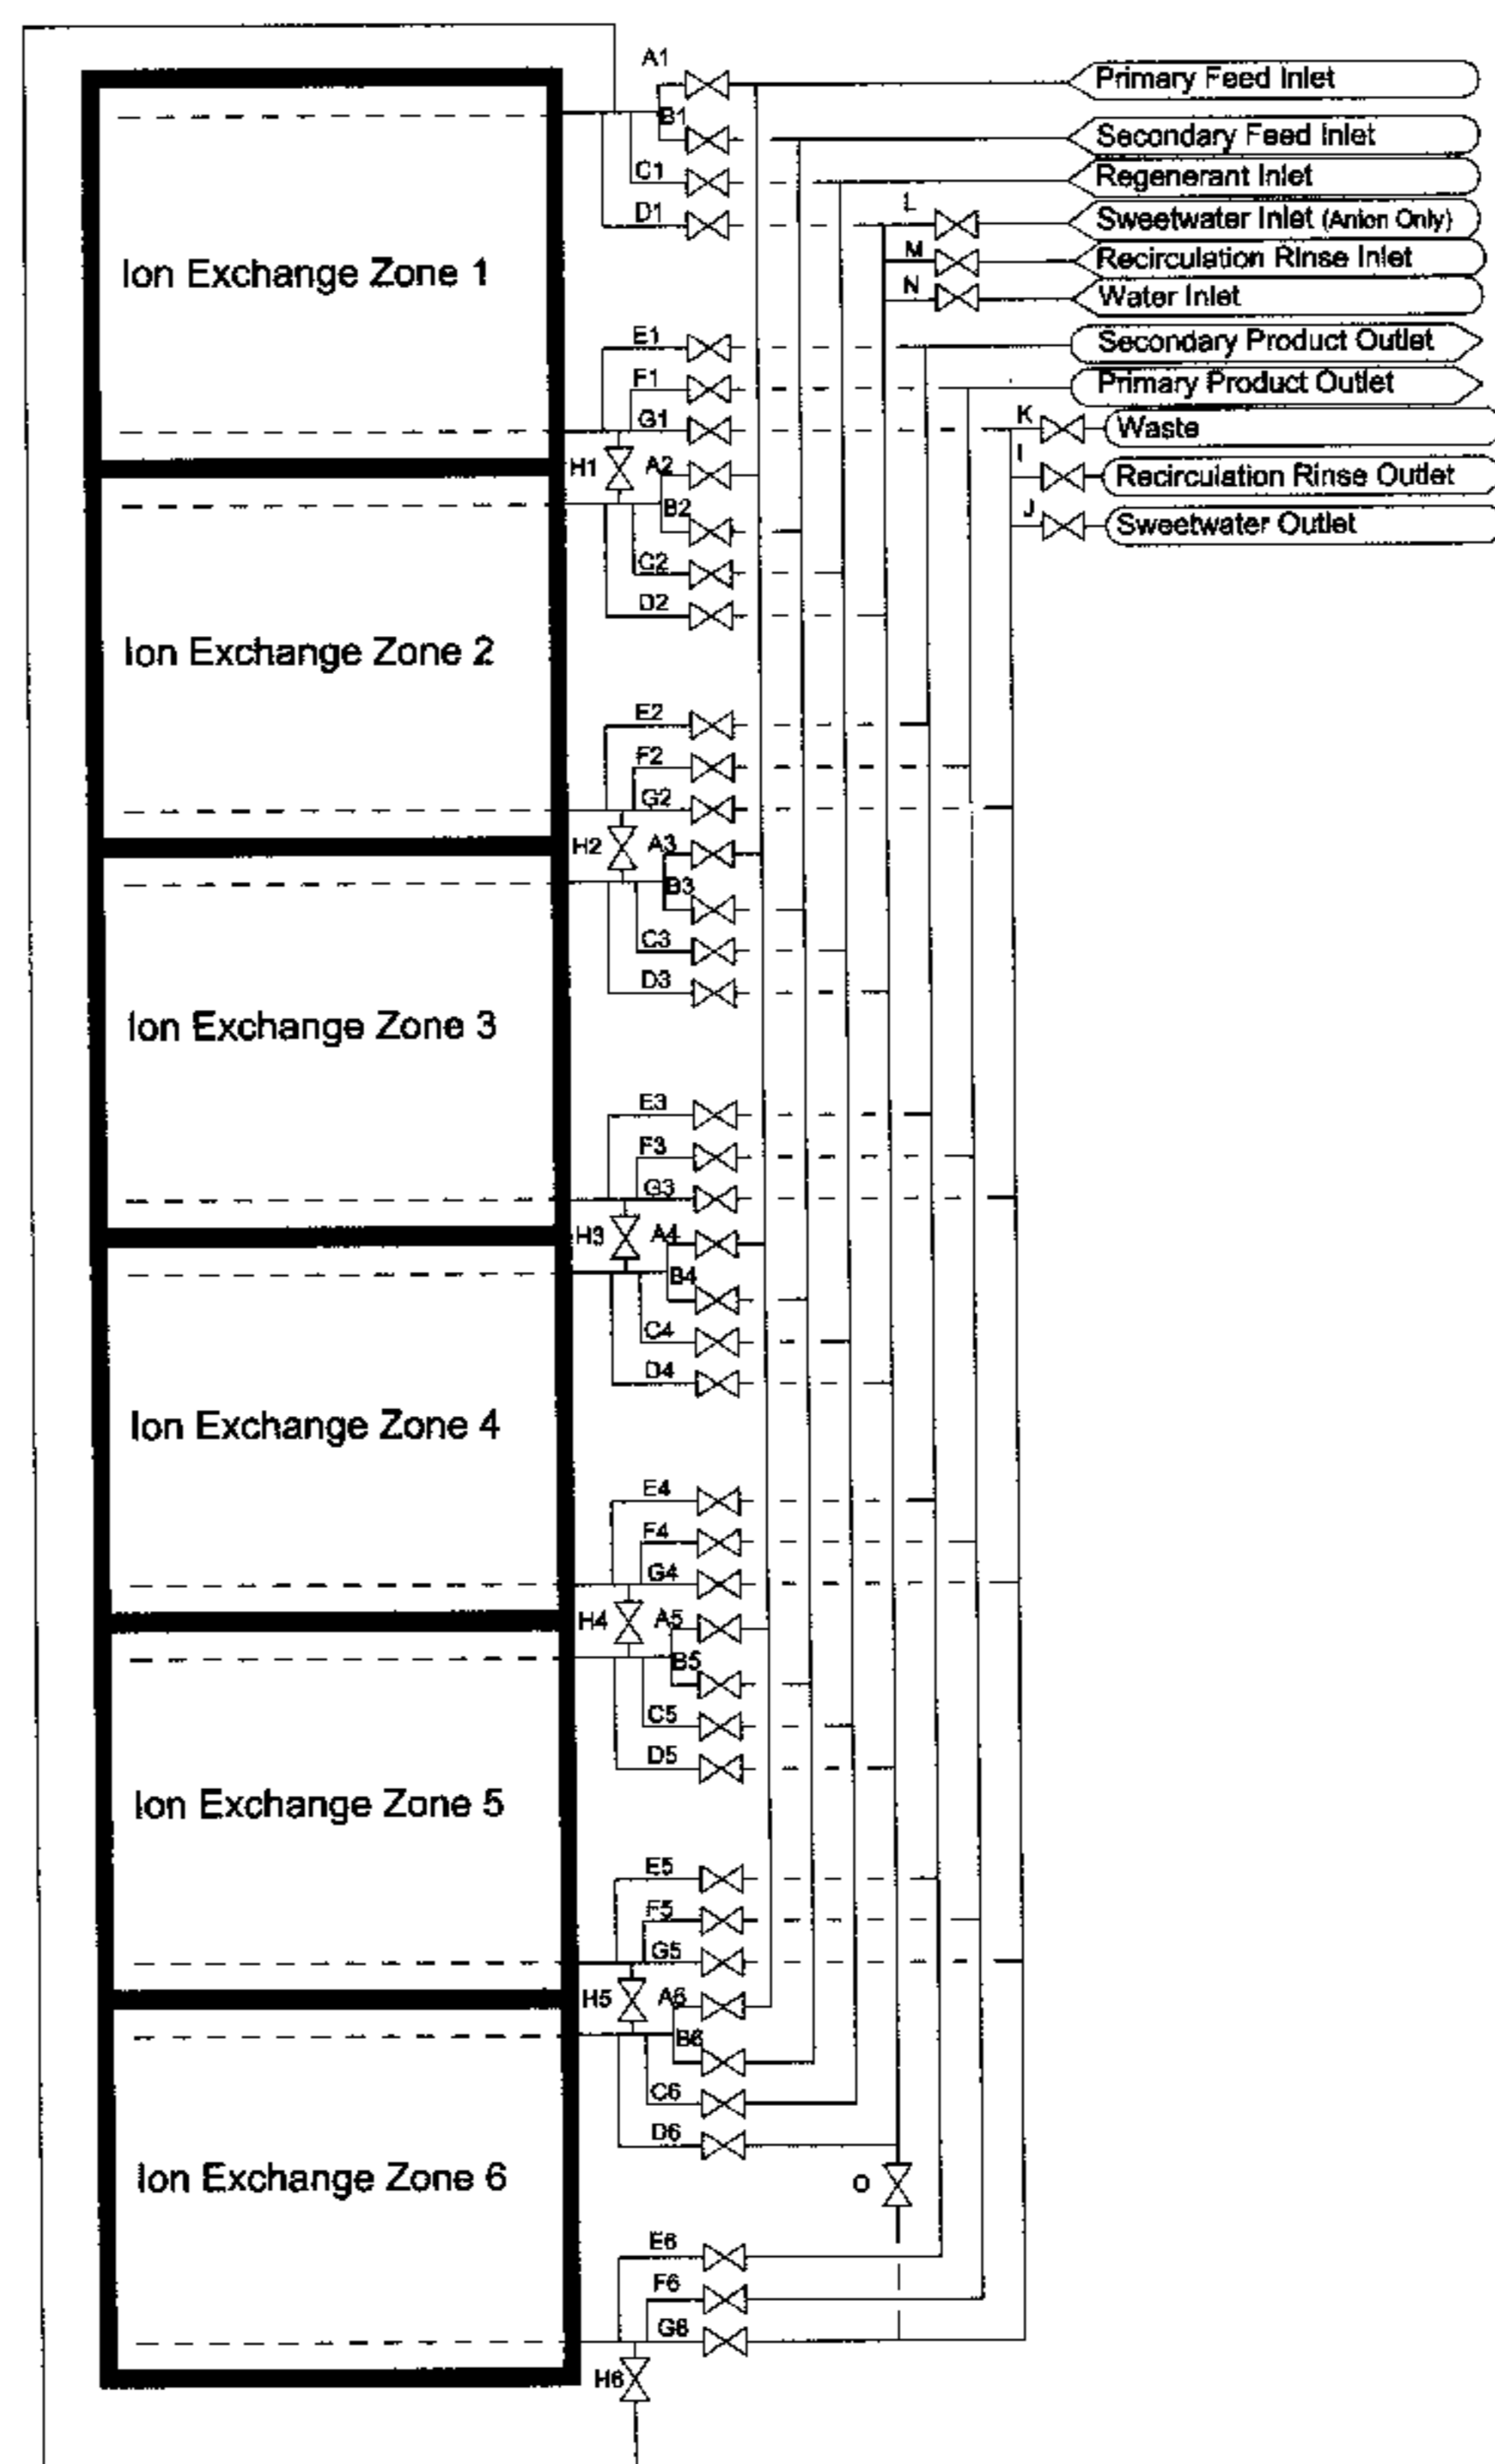 A1
Primary Feed Inlet
B1
Secondary Feed Inlet
C1
Regenerant Inlet
D1
L
Sweetwater Inlet (Anion Only)
M
Recirculation Rinse Inlet
Ion Exchange Zone 1
N
Water Inlet
E1
Secondary Product Outlet
F1
Primary Product Outlet
G1
K
Waste
H1
A2
I
Recirculation Rinse Outlet
B2
J
Sweetwater Outlet
C2
D2
Ion Exchange Zone 2
E2
F2
G2
H2
A3
B3
C3
D3
Ion Exchange Zone 3
E3
F3
G3
H3
A4
B4
C4
D4
Ion Exchange Zone 4
E4
F4
G4
H4
A5
B5
C5
D5
Ion Exchange Zone 5
E5
F5
G5
H5
A6
B6
C6
D6
Ion Exchange Zone 6
O
E6
F6
G6
H6